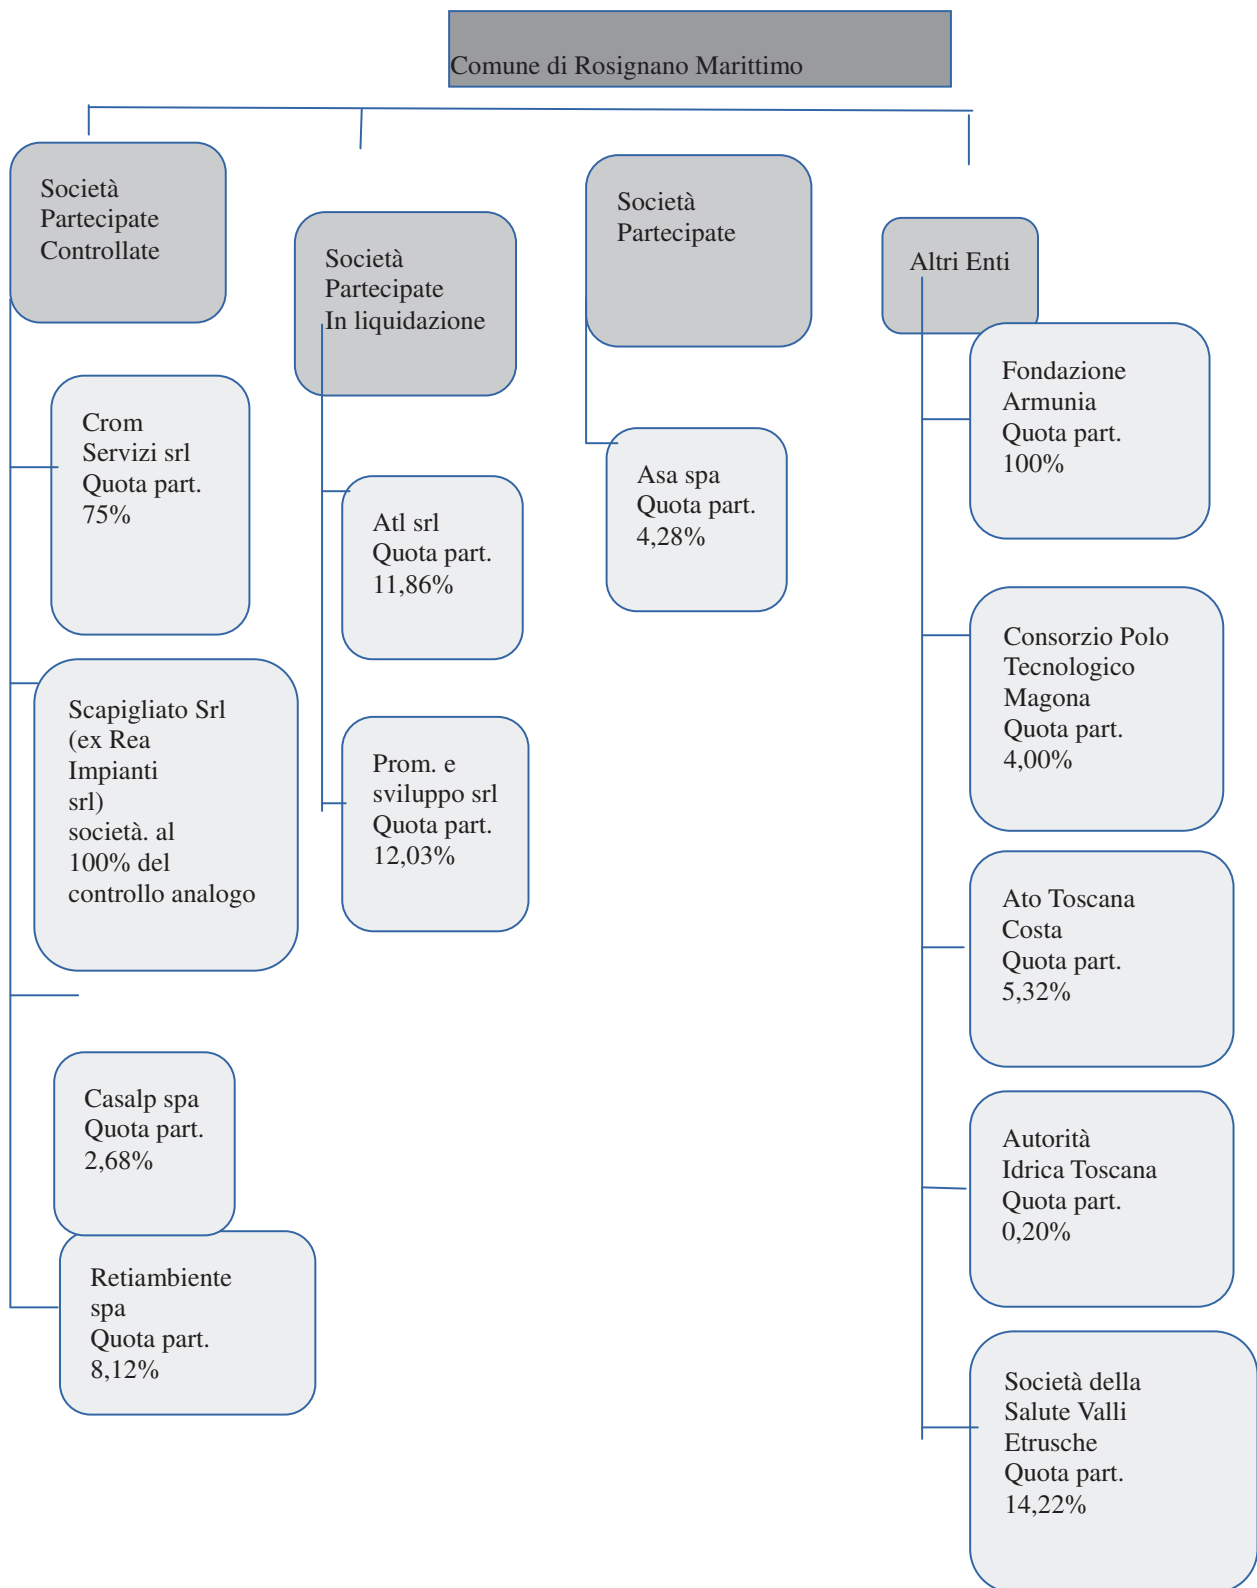 Comune di Rosignano Marittimo
Società
Partecipate
Controllate
Crom
Servizi srl
Quota part.
75%
Scapigliato Srl
(ex Rea
Impianti
srl)
società. al
100% del
controllo analogo
Casalp spa
Quota part.
2,68%
Retiambiente
spa
Quota part.
8,12%
Società
Partecipate
In liquidazione
Atl srl
Quota part.
11,86%
Prom. e
sviluppo srl
Quota part.
12,03%
Società
Partecipate
Asa spa
Quota part.
4,28%
Altri Enti
Fondazione
Armunia
Quota part.
100%
Consorzio Polo
Tecnologico
Magona
Quota part.
4,00%
Ato Toscana
Costa
Quota part.
5,32%
Autorità
Idrica Toscana
Quota part.
0,20%
Società della
Salute Valli
Etrusche
Quota part.
14,22%